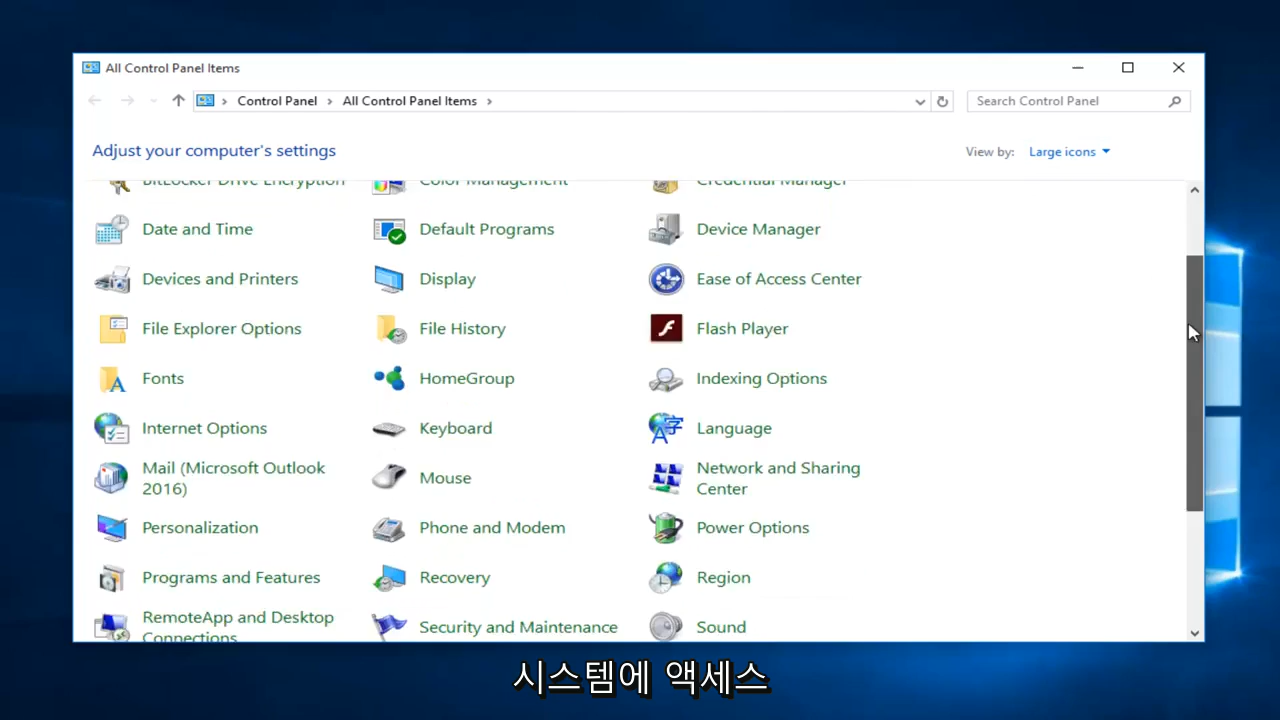 All Control Panel Items
Control Panel > All Control Panel Items >
Search Control Panel
Adjust your computer's settings
View by: Large icons
BitLocker Drive Encryption
Color Management
Credential Manager
Date and Time
Default Programs
Device Manager
Devices and Printers
Display
Ease of Access Center
File Explorer Options
File History
Flash Player
Fonts
HomeGroup
Indexing Options
Internet Options
Keyboard
Language
Mail (Microsoft Outlook
2016)
Mouse
Network and Sharing
Center
Personalization
Phone and Modem
Power Options
Programs and Features
Recovery
Region
RemoteApp and Desktop
Connections
Security and Maintenance
Sound
시스템에 액세스